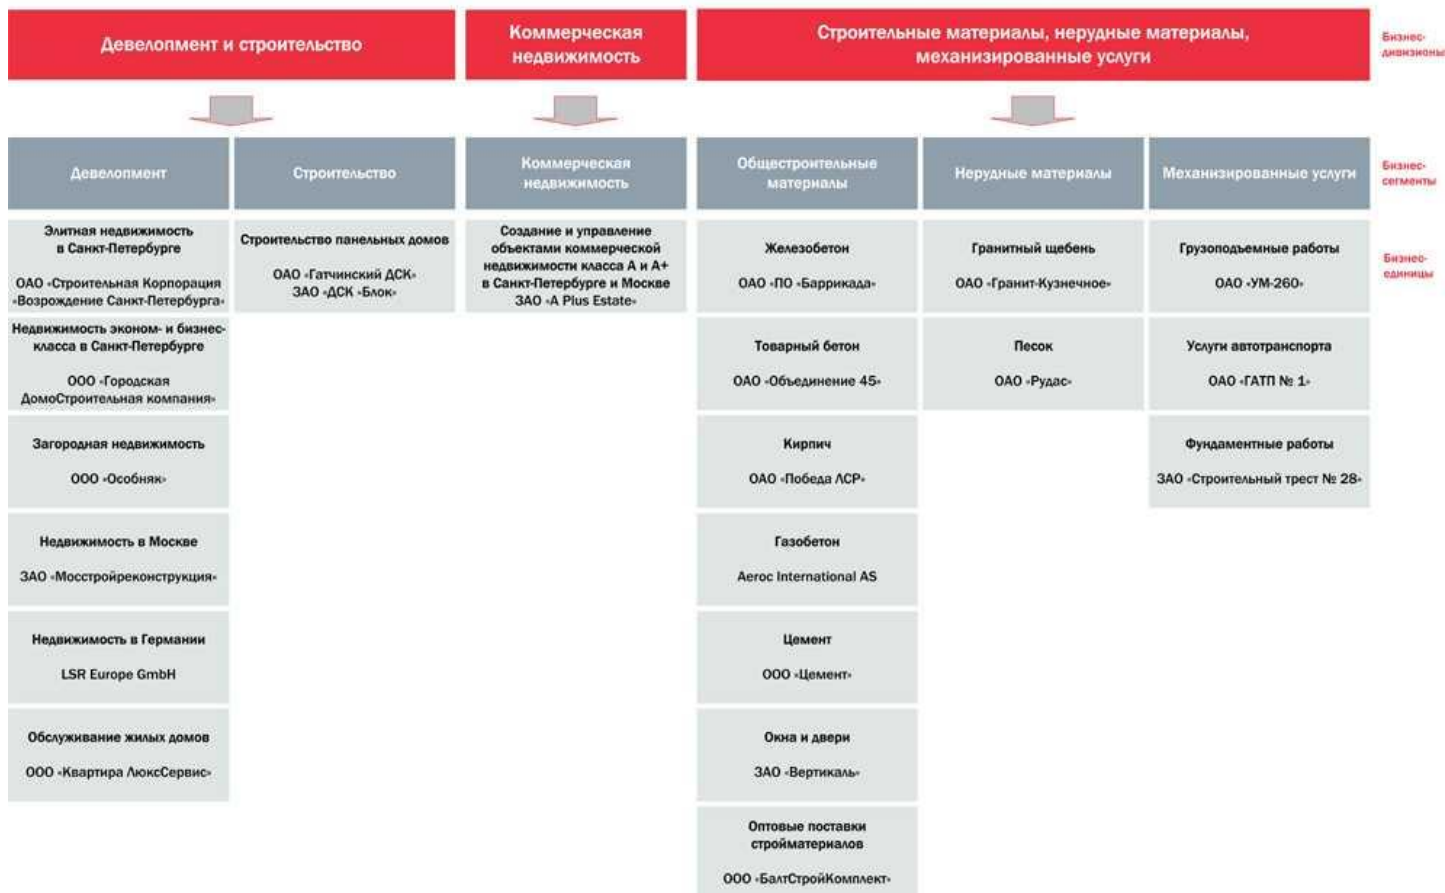 Девелопмент и строительство
Коммерческая
недвижимость
Строительные материалы, нерудные материалы,
механизированные услуги
Бизнес-
дивизионы
Девелопмент
Строительство
Коммерческая
недвижимость
Общестроительные
материалы
Нерудные материалы
Механизированные услуги
Бизнес-
сегменты
Элитная недвижимость
в Санкт-Петербурге
ОАО «Строительная Корпорация
«Возрождение Санкт-Петербурга»
Строительство панельных домов
ОАО «Гатчинский ДСК»
ЗАО «ДСК «Блок»
Создание и управление
объектами коммерческой
недвижимости класса А и А+
в Санкт-Петербурге и Москве
ЗАО «A Plus Estate»
Железобетон
ОАО «ПО «Баррикада»
Гранитный щебень
ОАО «Гранит-Кузнечное»
Грузоподъемные работы
ОАО «УМ-260»
Бизнес-
единицы
Недвижимость эконом- и бизнес-
класса в Санкт-Петербурге
ООО «Городская
ДомоСтроительная компания»
Товарный бетон
ОАО «Объединение 45»
Песок
ОАО «Рудас»
Услуги автотранспорта
ОАО «ГАТП № 1»
Загородная недвижимость
ООО «Особняк»
Кирпич
ОАО «Победа ЛСР»
Фундаментные работы
ЗАО «Строительный трест № 28»
Недвижимость в Москве
ЗАО «Мосстройреконструкция»
Газобетон
Aeroc International AS
Недвижимость в Германии
LSR Europe GmbH
Цемент
ООО «Цемент»
Обслуживание жилых домов
ООО «Квартира ЛюксСервис»
Окна и двери
ЗАО «Вертикаль»
Оптовые поставки
стройматериалов
ООО «БалтСтройКомплект»